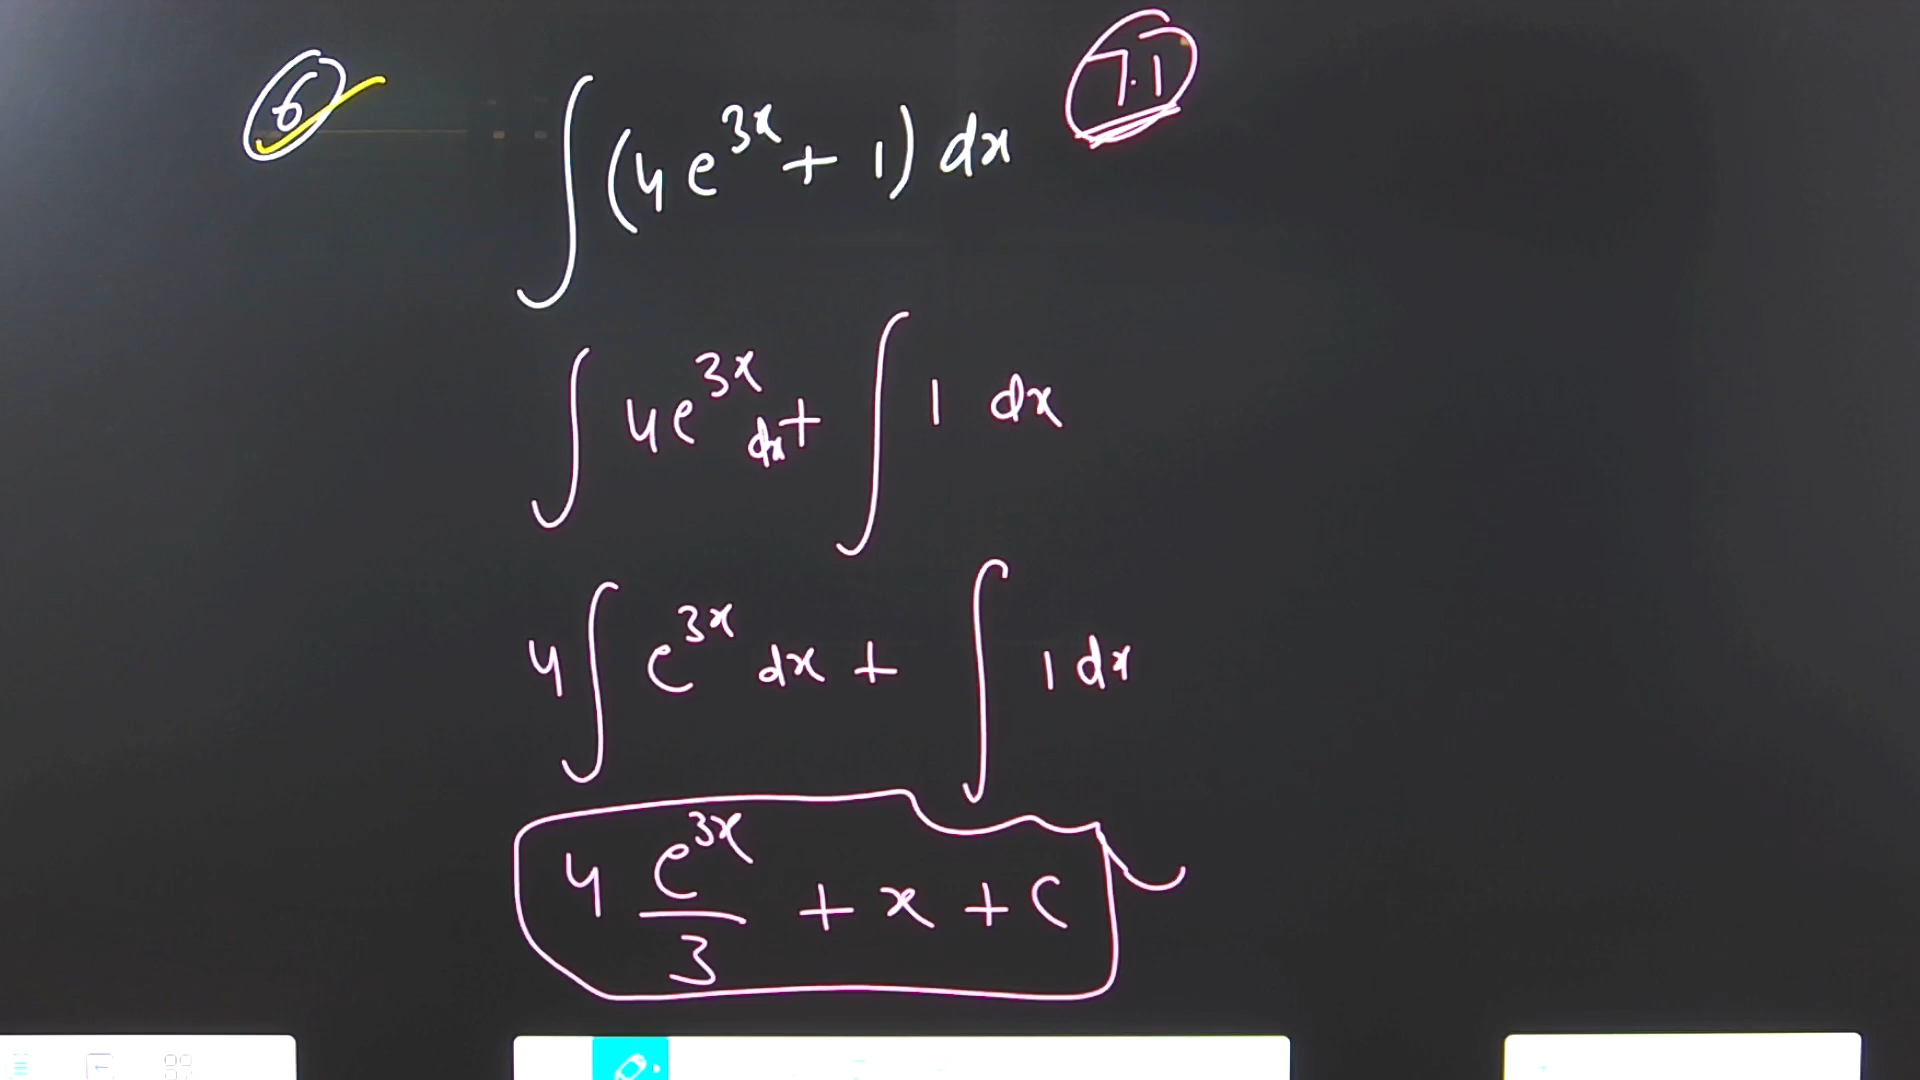 6
7.1
∫(4e^{3x} + 1) dx
∫ 4e^{3x} dx + ∫ 1 dx
4 ∫ e^{3x} dx + ∫ 1 dx
4 e^{3x}/3 + x + c